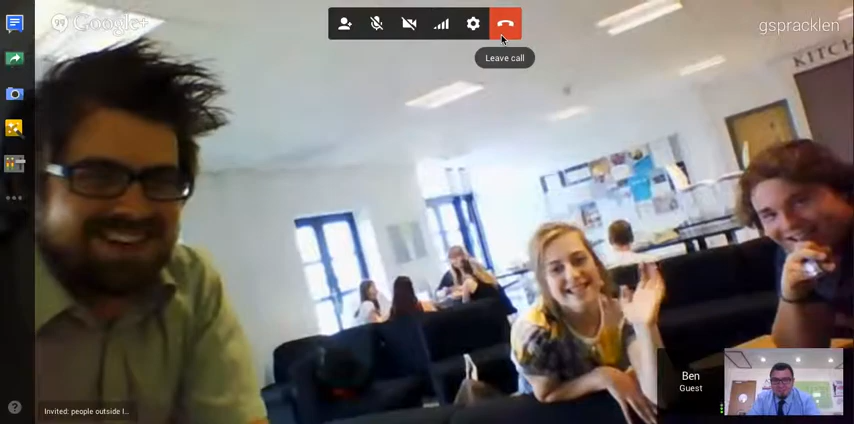 Google+
gspracklen
Leave call
KITCH
Ben
Guest
Invited: people outside I...